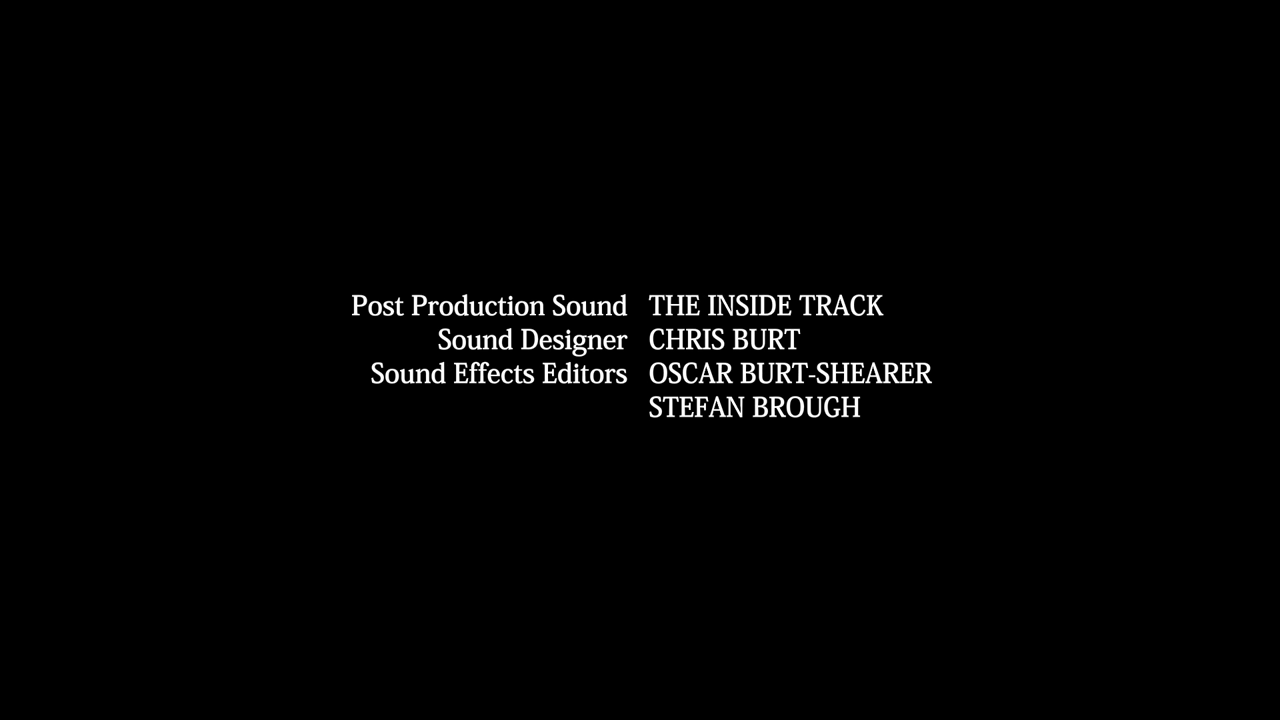 Post Production Sound THE INSIDE TRACK
Sound Designer CHRIS BURT
Sound Effects Editors OSCAR BURT-SHEARER
STEFAN BROUGH